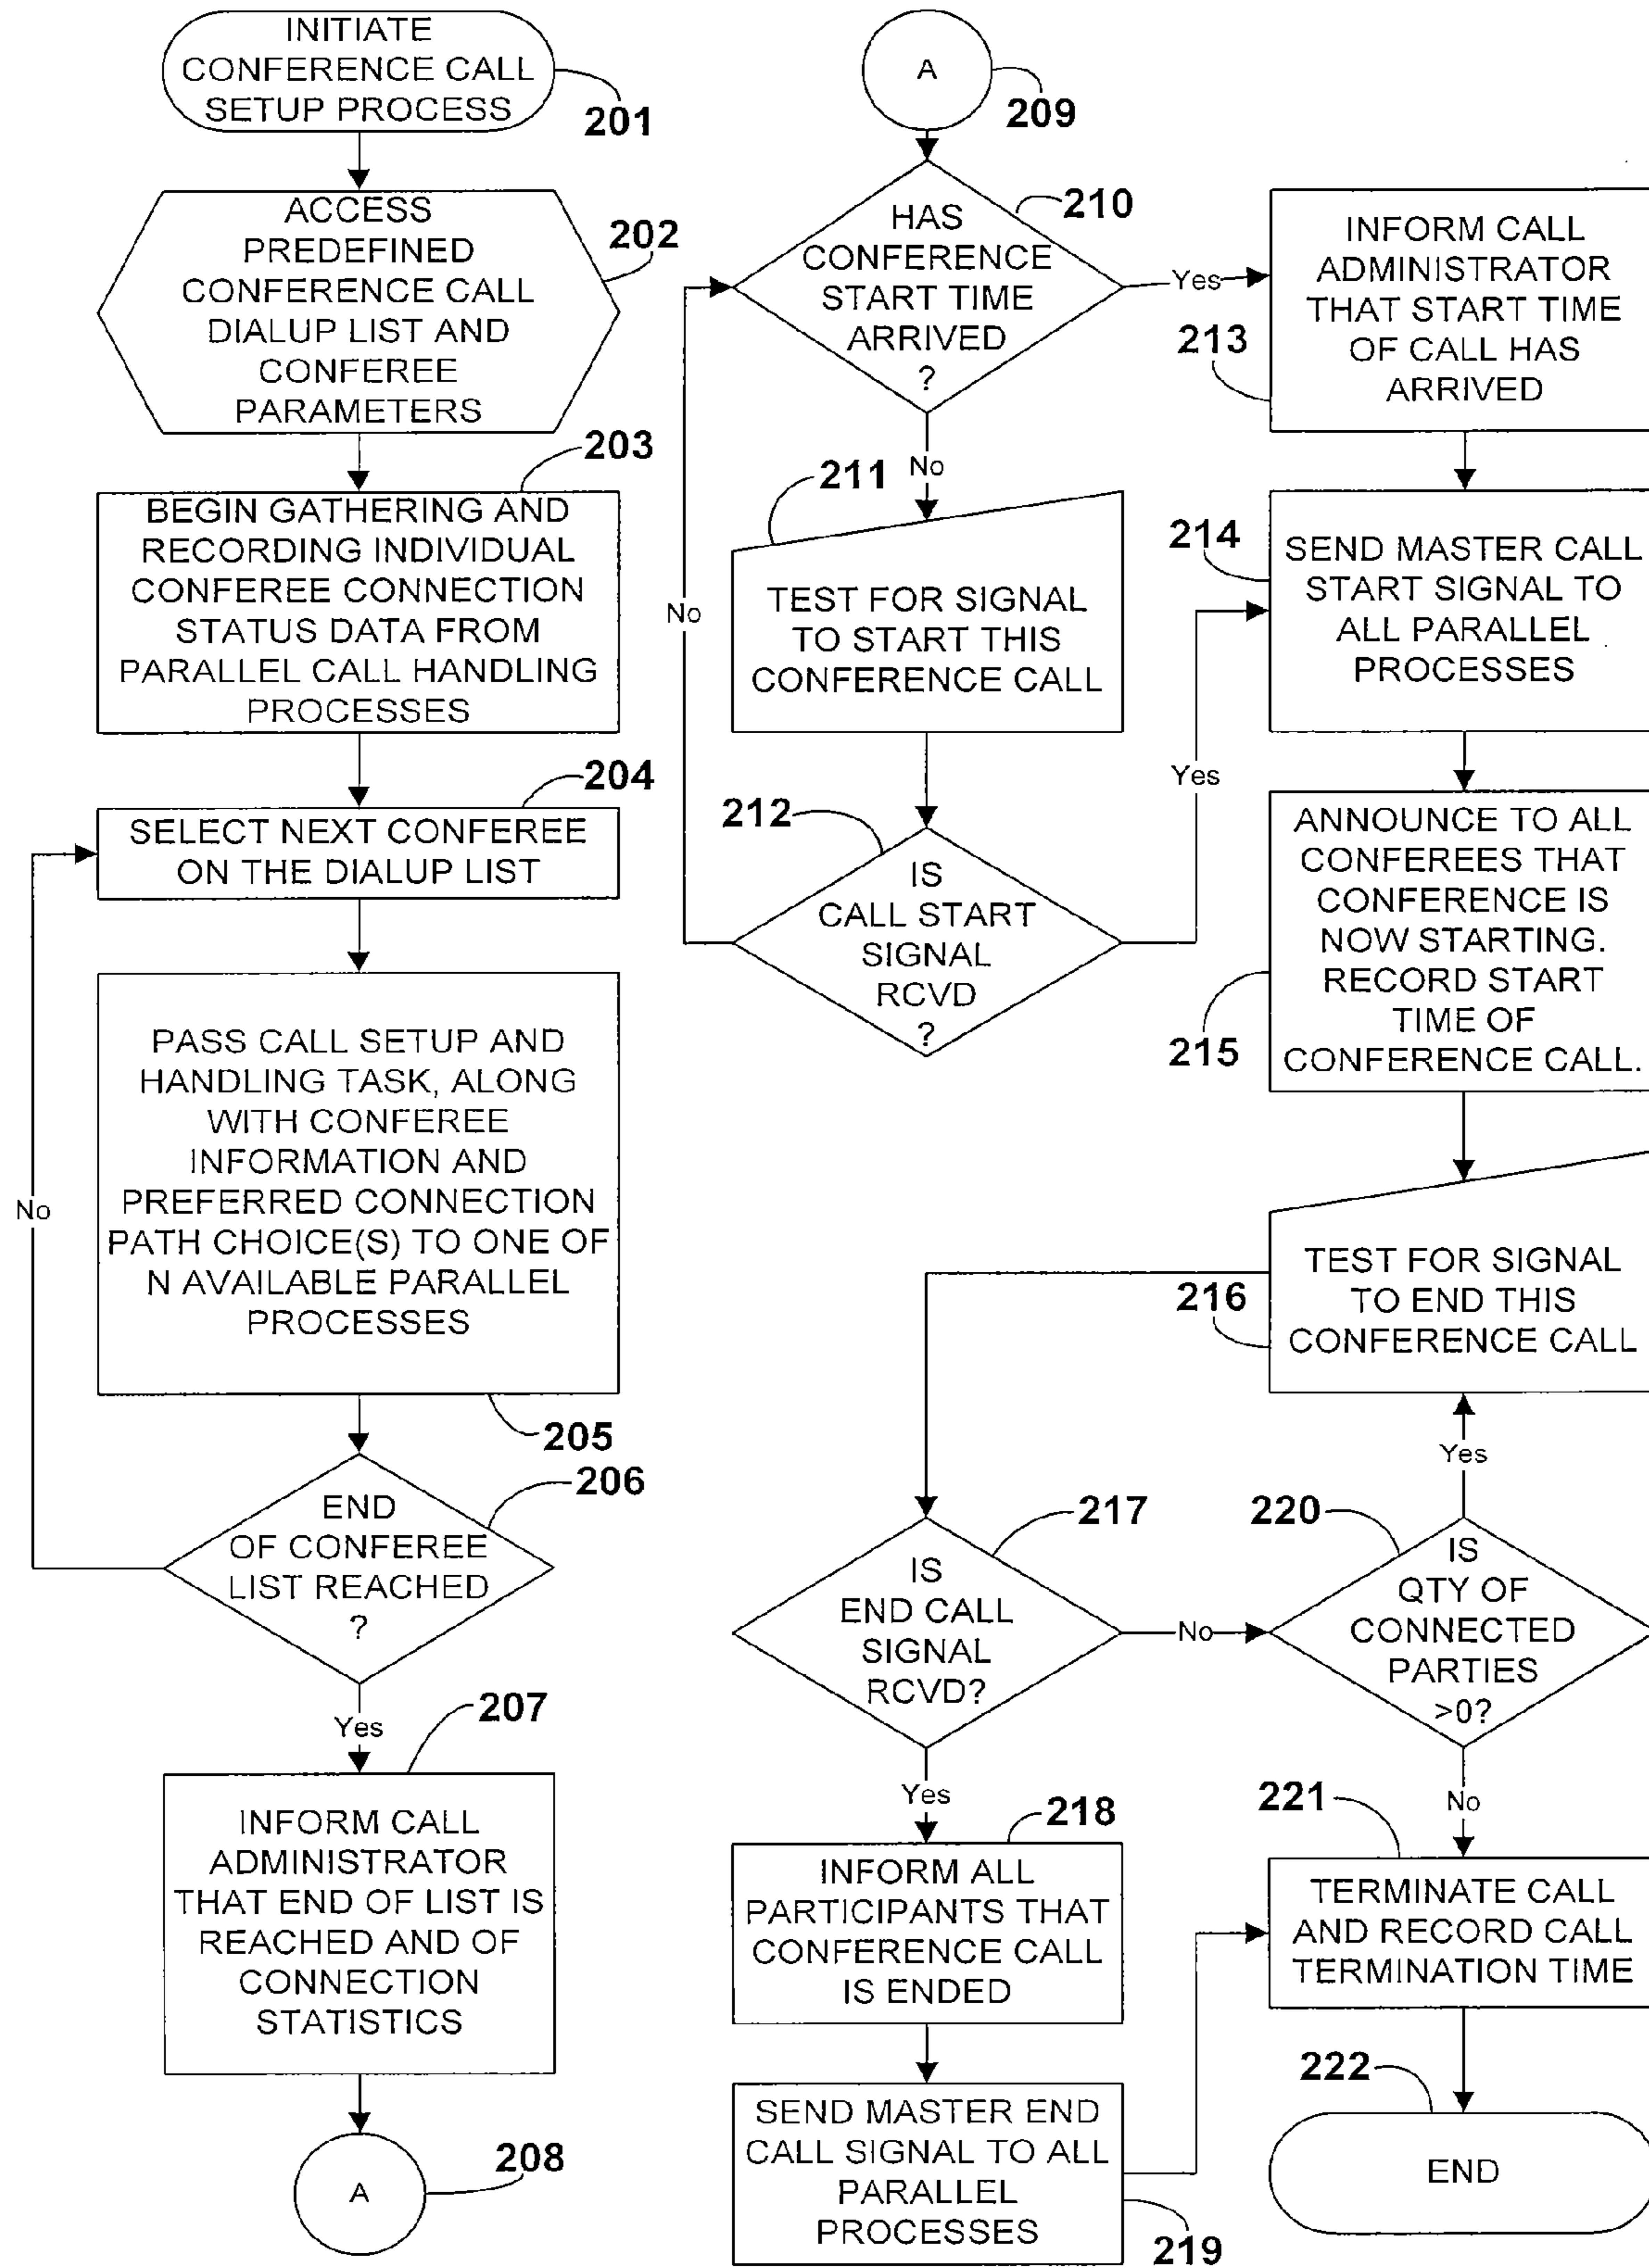 INITIATE
CONFERENCE CALL
SETUP PROCESS
201
ACCESS
PREDEFINED
CONFERENCE CALL
DIALUP LIST AND
CONFEREE
PARAMETERS
202
203
BEGIN GATHERING AND
RECORDING INDIVIDUAL
CONFEREE CONNECTION
STATUS DATA FROM
PARALLEL CALL HANDLING
PROCESSES
204
SELECT NEXT CONFEREE
ON THE DIALUP LIST
PASS CALL SETUP AND
HANDLING TASK, ALONG
WITH CONFEREE
INFORMATION AND
PREFERRED CONNECTION
PATH CHOICE(S) TO ONE OF
N AVAILABLE PARALLEL
PROCESSES
No
205
206
END
OF CONFEREE
LIST REACHED
?
Yes
207
INFORM CALL
ADMINISTRATOR
THAT END OF LIST IS
REACHED AND OF
CONNECTION
STATISTICS
A
208
A
209
210
HAS
CONFERENCE
START TIME
ARRIVED
?
Yes
No
211
TEST FOR SIGNAL
TO START THIS
CONFERENCE CALL
No
212
IS
CALL START
SIGNAL
RCVD
?
Yes
INFORM CALL
ADMINISTRATOR
THAT START TIME
OF CALL HAS
ARRIVED
213
214
SEND MASTER CALL
START SIGNAL TO
ALL PARALLEL
PROCESSES
ANNOUNCE TO ALL
CONFEREES THAT
CONFERENCE IS
NOW STARTING.
RECORD START
TIME OF
CONFERENCE CALL.
215
TEST FOR SIGNAL
TO END THIS
CONFERENCE CALL
216
217
IS
END CALL
SIGNAL
RCVD?
No
Yes
220
IS
QTY OF
CONNECTED
PARTIES
>0?
Yes
No
218
INFORM ALL
PARTICIPANTS THAT
CONFERENCE CALL
IS ENDED
SEND MASTER END
CALL SIGNAL TO ALL
PARALLEL
PROCESSES
219
221
TERMINATE CALL
AND RECORD CALL
TERMINATION TIME
222
END